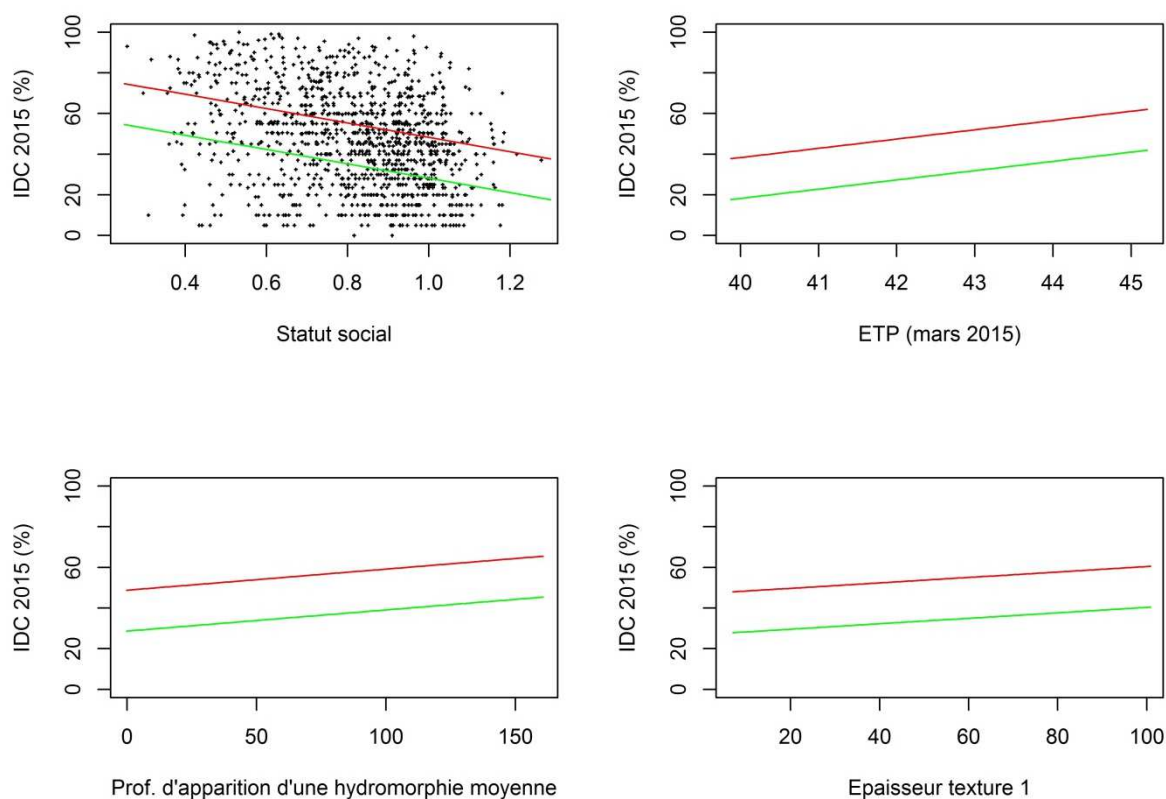 IDC 2015 (%)
100
60
20
0
0.4 0.6 0.8 1.0 1.2
Statut social
IDC 2015 (%)
100
60
20
0
40 41 42 43 44 45
ETP (mars 2015)
IDC 2015 (%)
100
60
20
0
0 50 100 150
Prof. d'apparition d'une hydromorphie moyenne
IDC 2015 (%)
100
60
20
0
20 40 60 80 100
Epaisseur texture 1